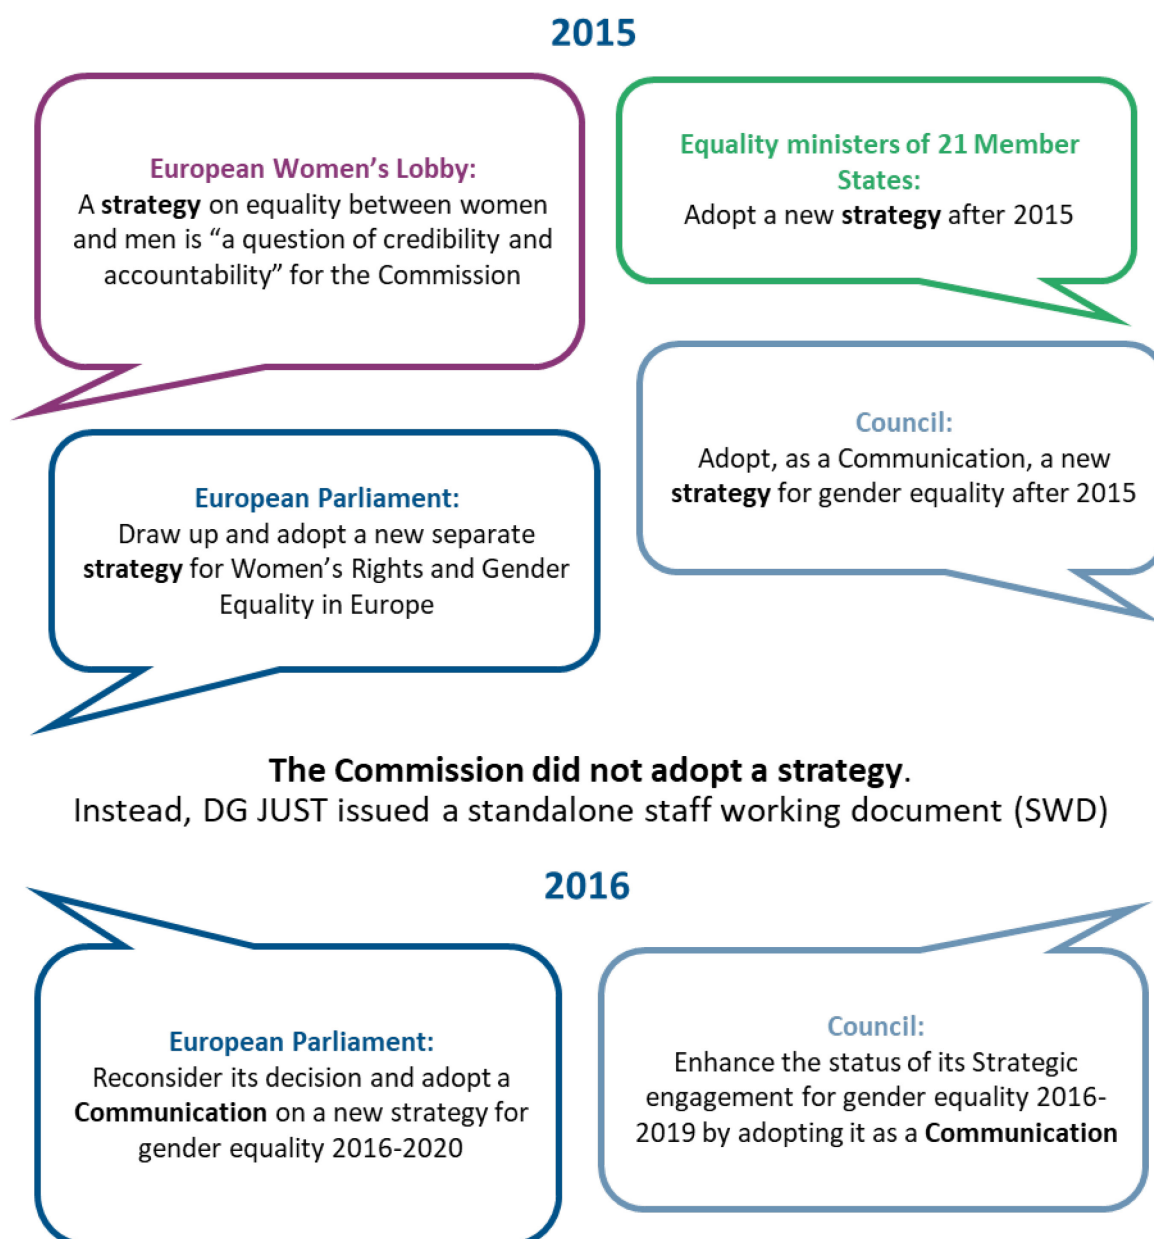 2015
European Women's Lobby:
A strategy on equality between women
and men is “a question of credibility and
accountability” for the Commission
Equality ministers of 21 Member
States:
Adopt a new strategy after 2015
Council:
Adopt, as a Communication, a new
strategy for gender equality after 2015
European Parliament:
Draw up and adopt a new separate
strategy for Women's Rights and Gender
Equality in Europe
The Commission did not adopt a strategy.
Instead, DG JUST issued a standalone staff working document (SWD)
2016
European Parliament:
Reconsider its decision and adopt a
Communication on a new strategy for
gender equality 2016-2020
Council:
Enhance the status of its Strategic
engagement for gender equality 2016-
2019 by adopting it as a Communication